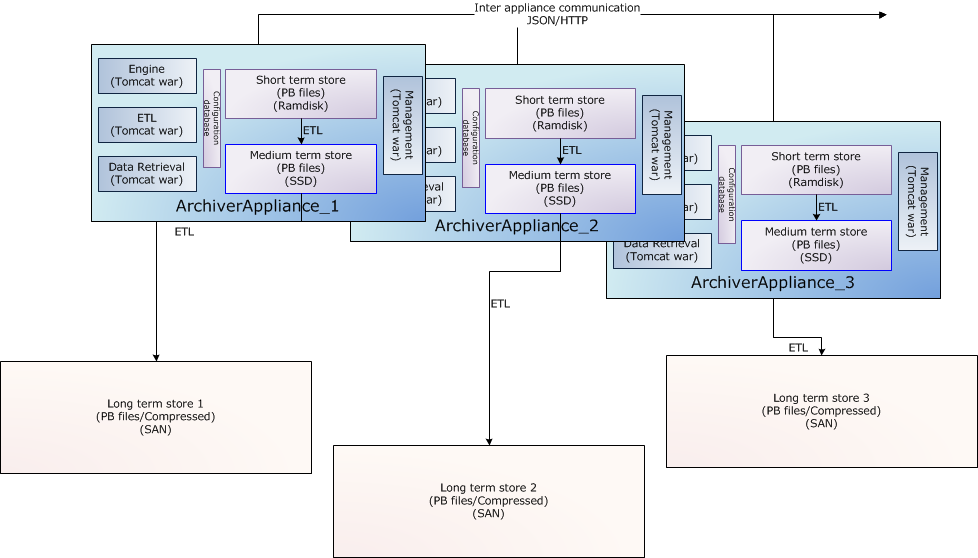 Inter appliance communication
JSON/HTTP
Engine
(Tomcat war)
ETL
(Tomcat war)
Data Retrieval
(Tomcat war)
Configuration
database
Short term store
(PB files)
(Ramdisk)
ETL
Medium term store
(PB files)
(SSD)
Management
(Tomcat war)
ArchiverAppliance_1
ETL
ar)
ar)
val
ar)
Configuration
database
Short term store
(PB files)
(Ramdisk)
ETL
Medium term store
(PB files)
(SSD)
Management
(Tomcat war)
ArchiverAppliance_2
ETL
ar)
ar)
Data Retrieval
(Tomcat war)
Configuration
database
Short term store
(PB files)
(Ramdisk)
ETL
Medium term store
(PB files)
(SSD)
Management
(Tomcat war)
ArchiverAppliance_3
ETL
Long term store 1
(PB files/Compressed)
(SAN)
Long term store 2
(PB files/Compressed)
(SAN)
Long term store 3
(PB files/Compressed)
(SAN)